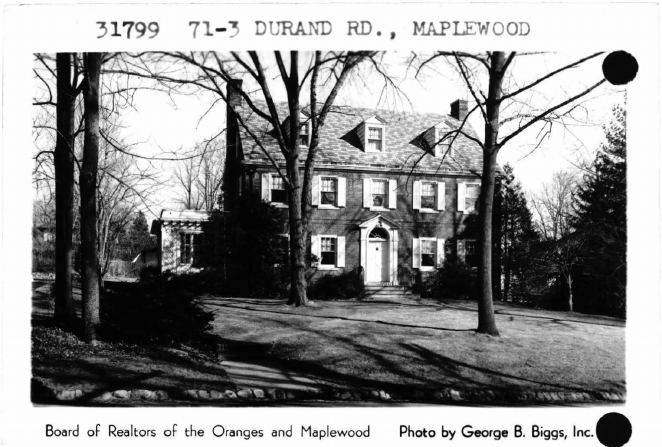 31799 71-3 DURAND RD., MAPLEWOOD
Board of Realtors of the Oranges and Maplewood Photo by George B. Biggs, Inc.